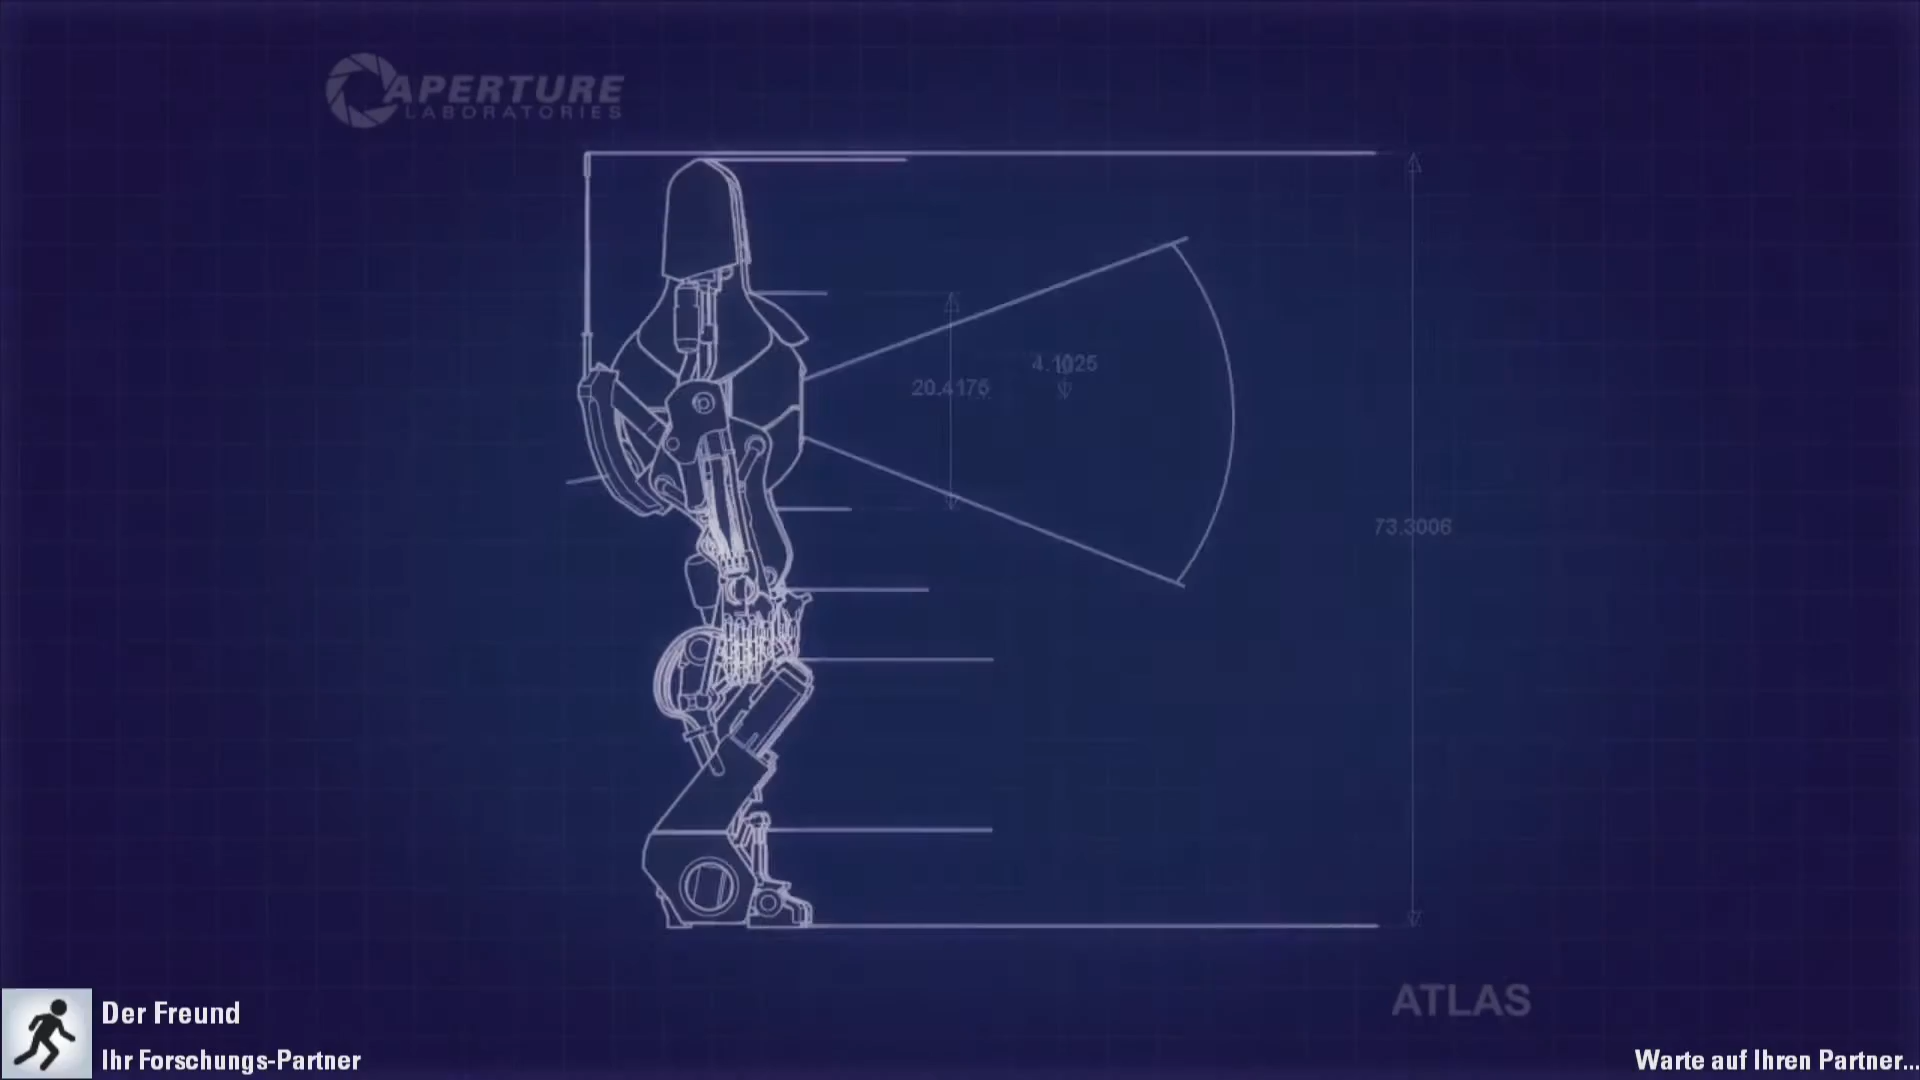 APERTURE
LABORATORIES
4.1025
20.4175
73.3006
ATLAS
Der Freund
Ihr Forschungs-Partner
Warte auf Ihren Partner...